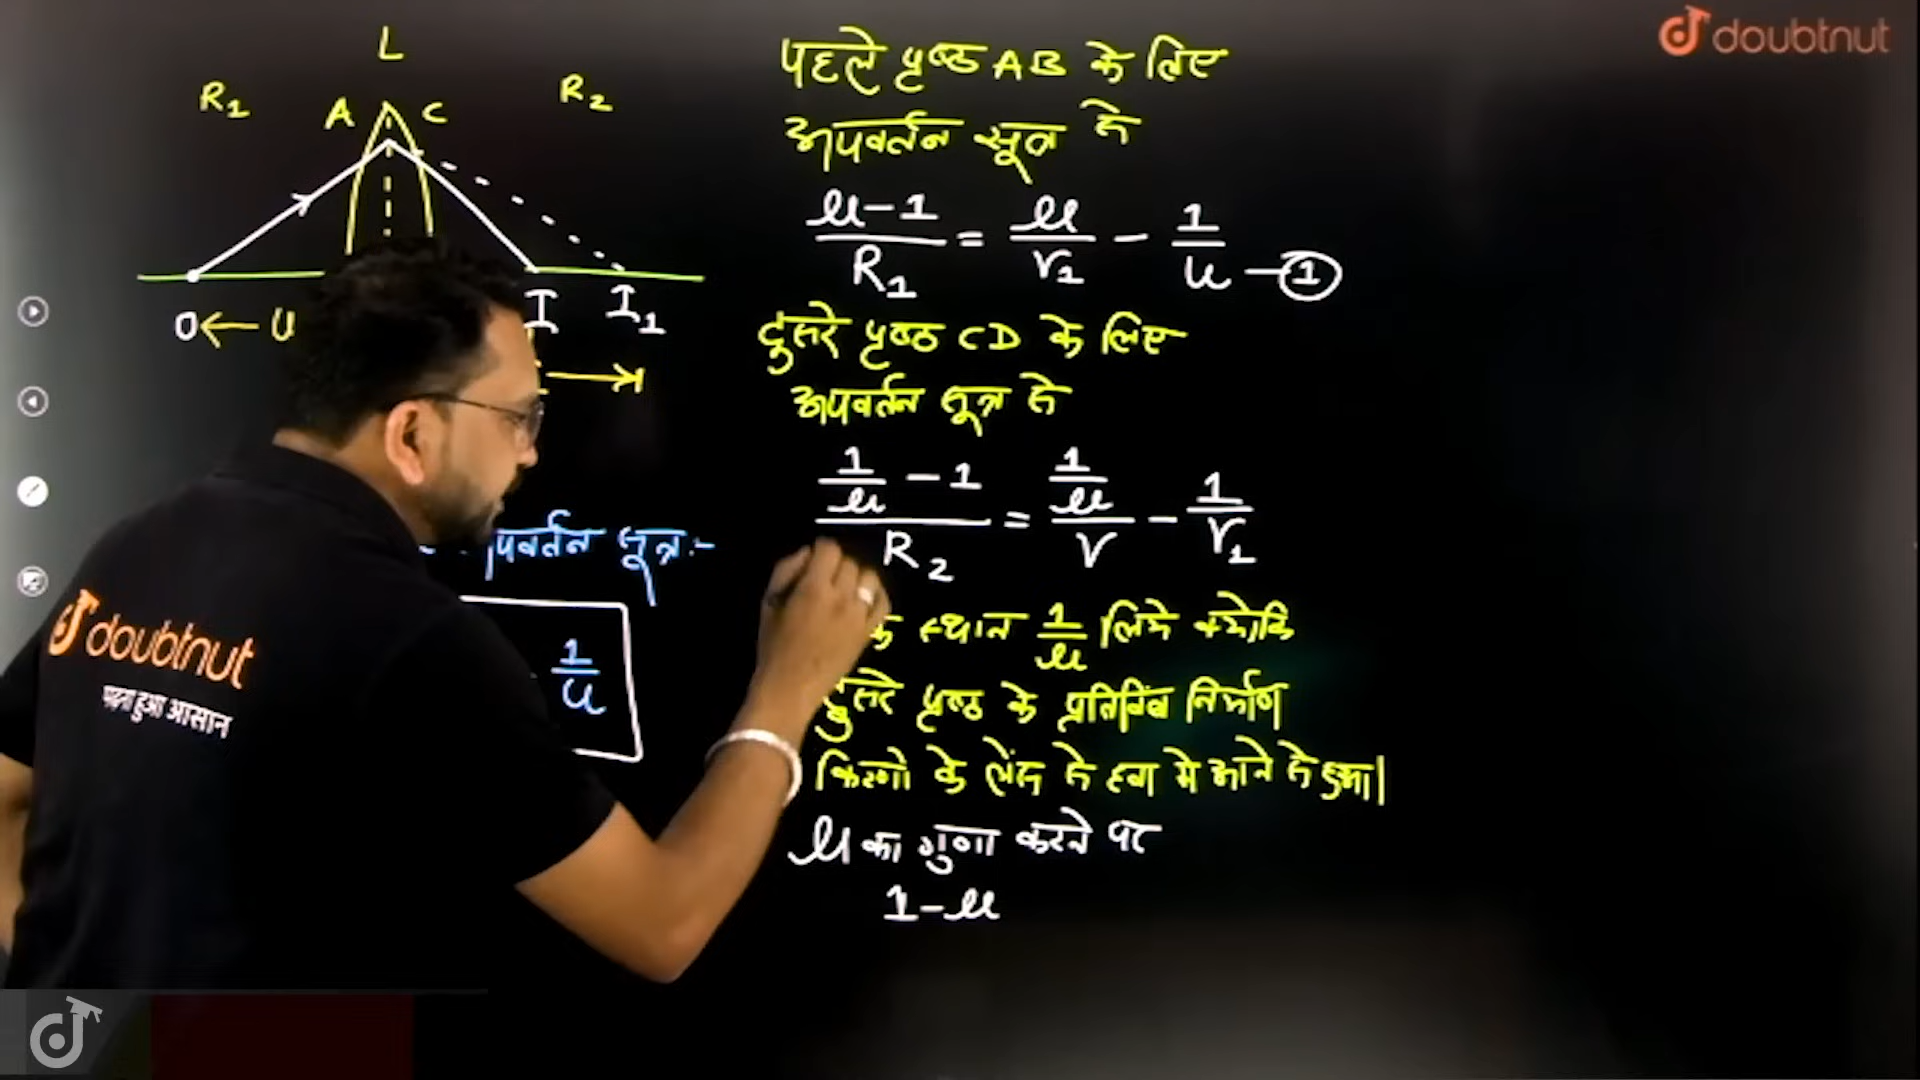 doubtnut
L
R₁
A
C
R₂
O
u
I
I₁
पहले पृष्ठ AB के लिए
अपवर्तन सूत्र से
(μ-1)/R₁ = μ/v₁ - 1/u —①
दुसरे पृष्ठ CD के लिए
अपवर्तन सूत्र से
(1/μ - 1)/R₂ = (1/μ)/v - 1/v₁
स्थान 1/μ लिये क्योकि
दुसरे पृष्ठ के प्रतिबिंब निर्माण
किरणो के लेंस से हवा मे आने से हुआ।
μ का गुणा करने पर
1-μ
पवर्तन सूत्र:-
1/u
doubtnut
पढ़ना हुआ आसान